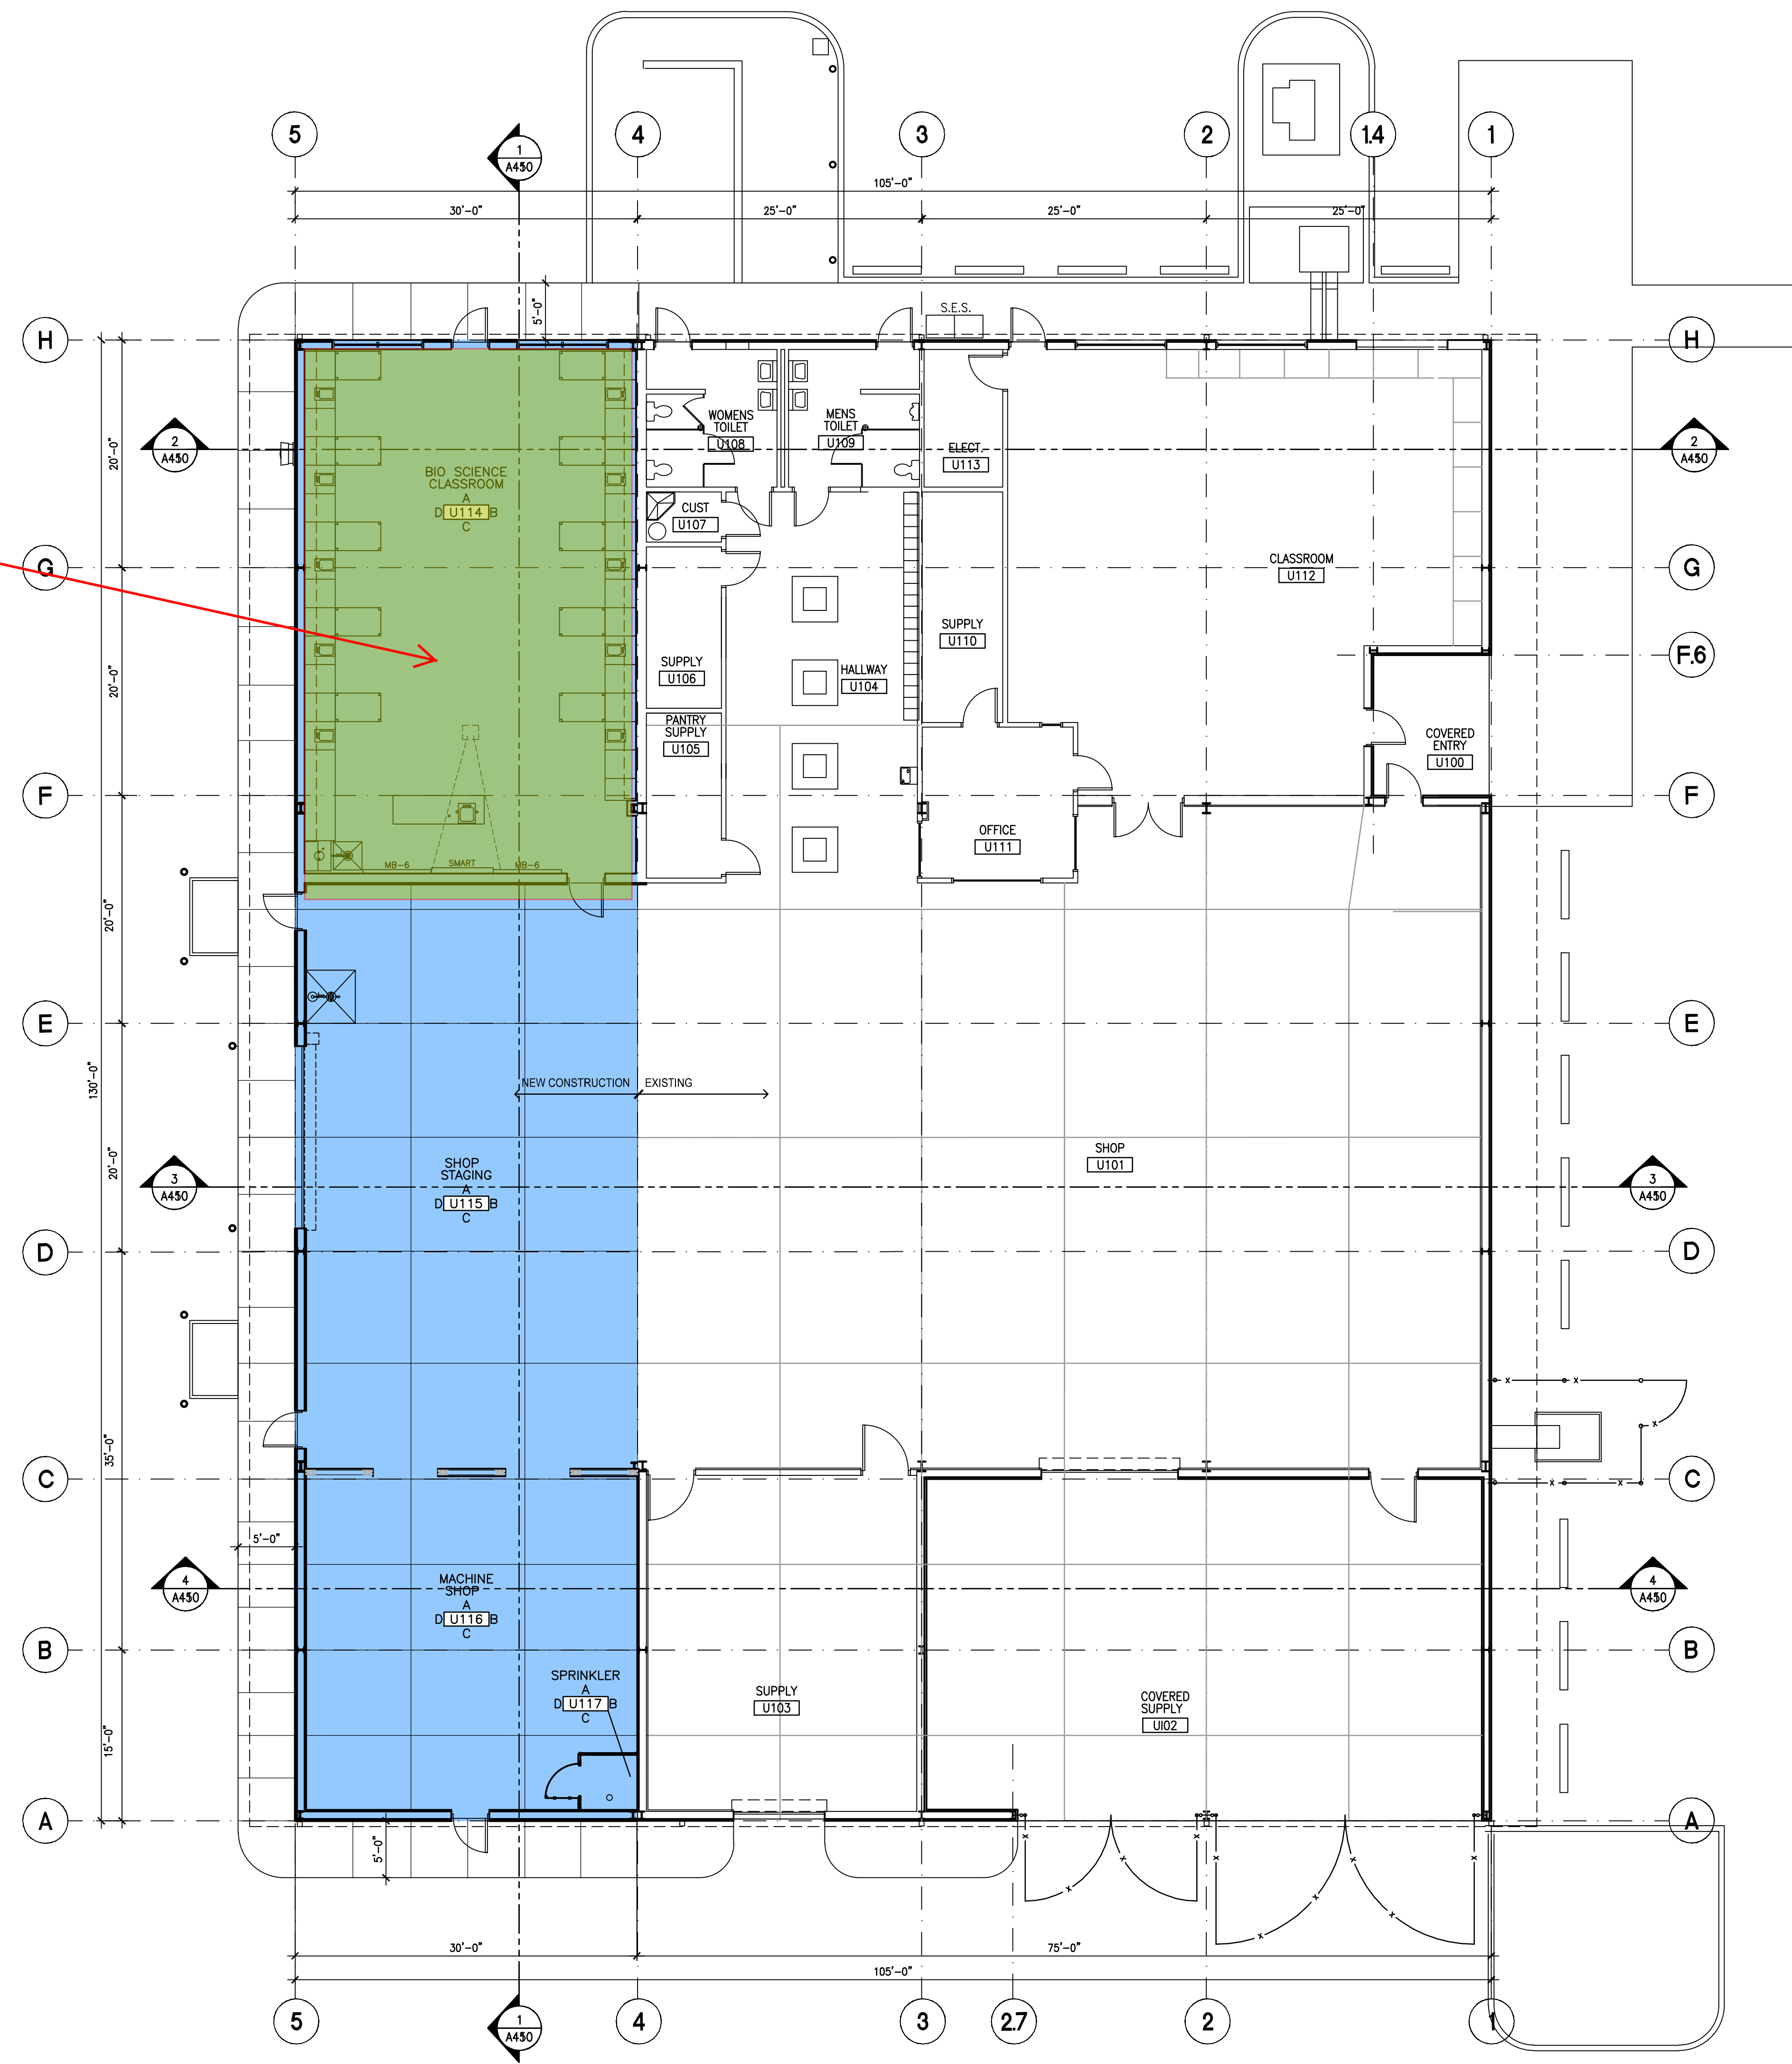 5
4
3
2
1.4
1
1
A450
105'-0"
30'-0"
25'-0"
25'-0"
25'-0"
5'-0"
S.E.S.
H
H
2
A450
2
A450
20'-0"
WOMENS
TOILET
U108
MENS
TOILET
U109
ELECT.
U113
BIO SCIENCE
CLASSROOM
A
D U114 B
C
CUST
U107
G
G
CLASSROOM
U112
SUPPLY
U110
F.6
20'-0"
SUPPLY
U106
HALLWAY
U104
PANTRY
SUPPLY
U105
COVERED
ENTRY
U100
F
F
OFFICE
U111
MB-6
SMART
MB-6
20'-0"
E
E
130'-0"
NEW CONSTRUCTION
EXISTING
SHOP
U101
20'-0"
SHOP
STAGING
A
D U115 B
C
3
A450
3
A450
D
D
x
x
x
35'-0"
C
C
x
x
5'-0"
MACHINE
SHOP
A
D U116 B
C
4
A450
4
A450
B
B
SPRINKLER
A
D U117 B
C
SUPPLY
U103
COVERED
SUPPLY
U102
15'-0"
A
A
5'-0"
x
x
x
x
x
x
x
x
30'-0"
75'-0"
105'-0"
5
1
A450
4
3
2.7
2
1